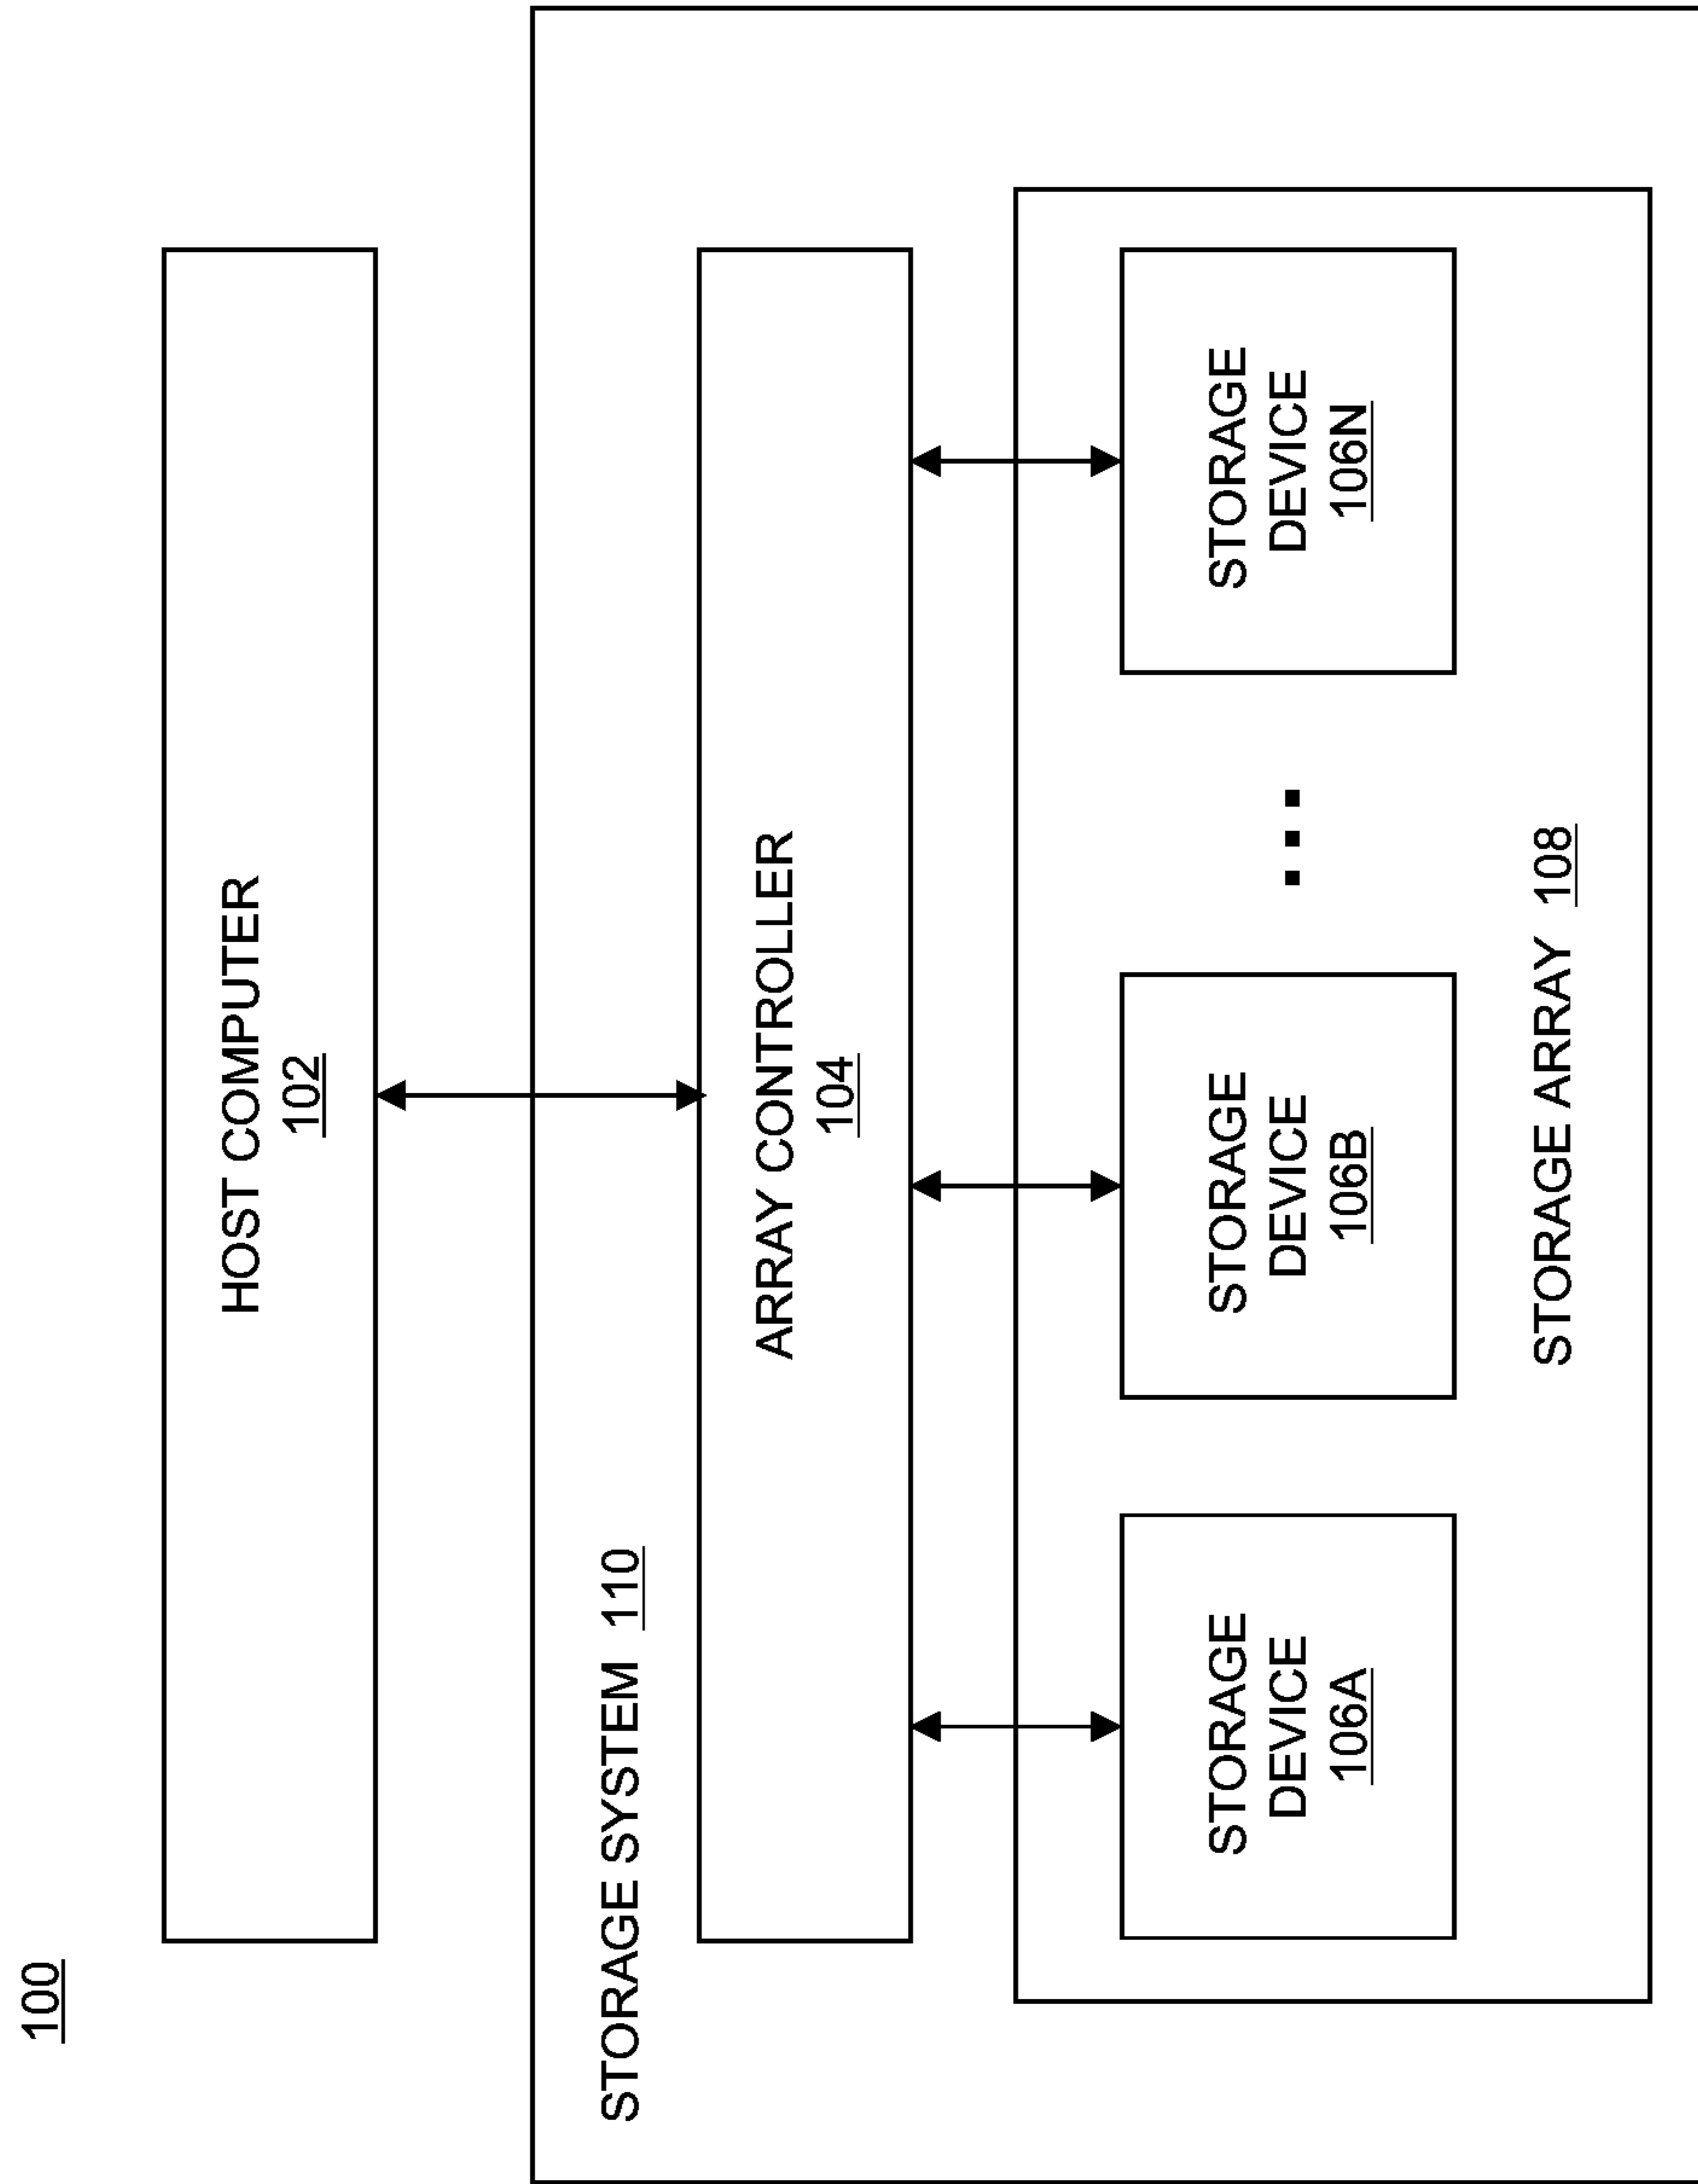 100
HOST COMPUTER
102
STORAGE SYSTEM 110
ARRAY CONTROLLER
104
STORAGE
DEVICE
106A
STORAGE
DEVICE
106B
...
STORAGE
DEVICE
106N
STORAGE ARRAY 108